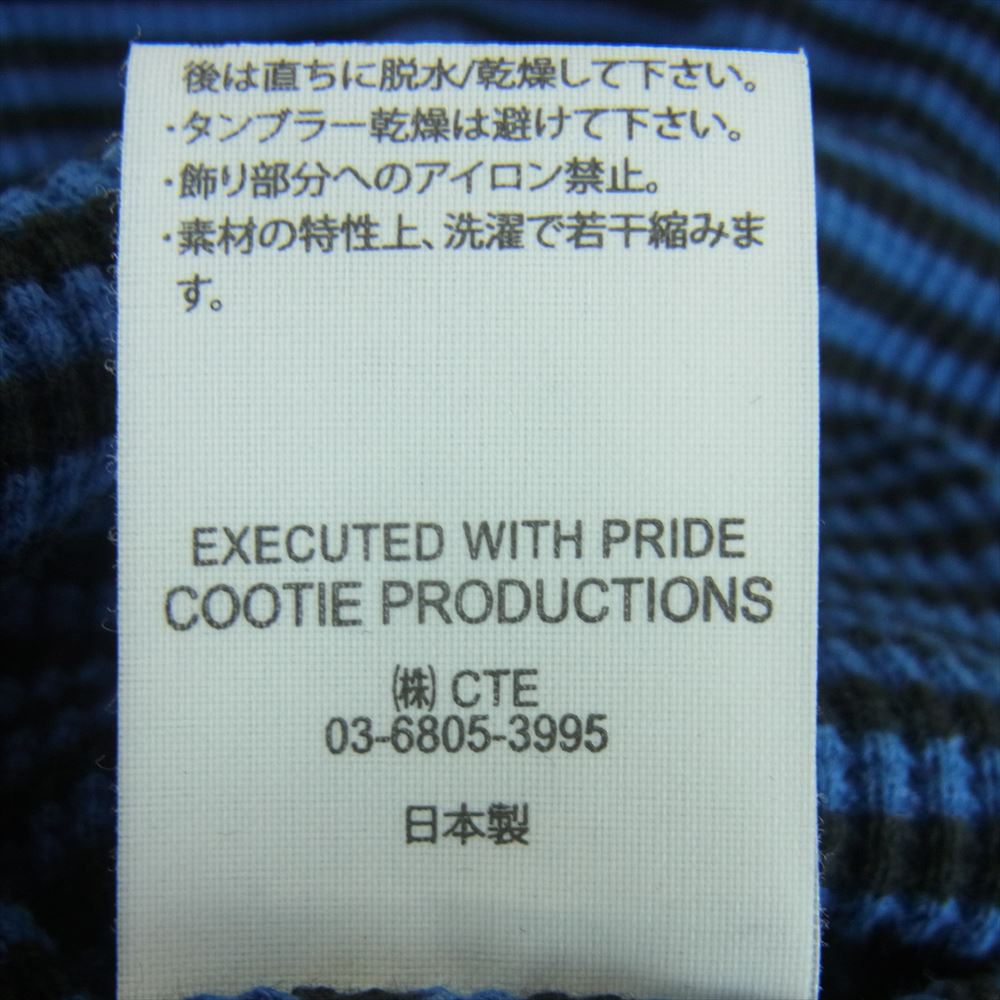 後は直ちに脱水/乾燥して下さい。
・タンブラー乾燥は避けて下さい。
・飾り部分へのアイロン禁止。
・素材の特性上、洗濯で若干縮みま
す。
EXECUTED WITH PRIDE
COOTIE PRODUCTIONS
㈱ CTE
03-6805-3995
日本製